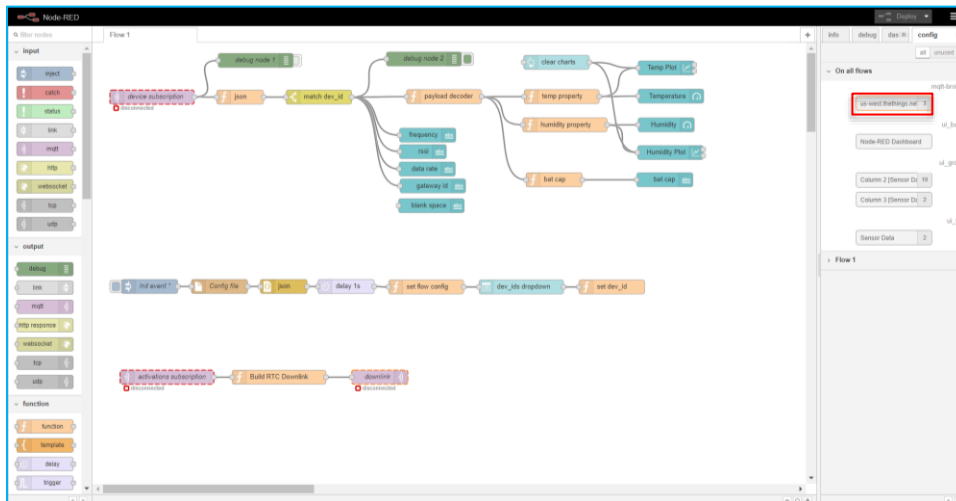 Node-RED
Deploy
filter nodes
Flow 1
info
debug
config
all
unused
input
inject
catch
status
link
mqtt
http
websocket
tcp
udp
output
debug
link
mqtt
http response
websocket
tcp
udp
function
function
template
delay
trigger
debug node 1
debug node 2
clear charts
Temp Plot
device subscription
json
match dev_id
payload decoder
temp property
Temperature
disconnected
humidity property
Humidity
frequency
rssi
Humidity Plot
data rate
gateway id
bat cap
bat cap
blank space
Init event *
Config file
json
delay 1s
set flow config
dev_ids dropdown
set dev_id
activations subscription
Build RTC Downlink
downlink
disconnected
disconnected
On all flows
us-west.thethings.ne
3
Node-RED Dashboard
Column 2 [Sensor Da
10
Column 3 [Sensor Da
2
Sensor Data
2
Flow 1